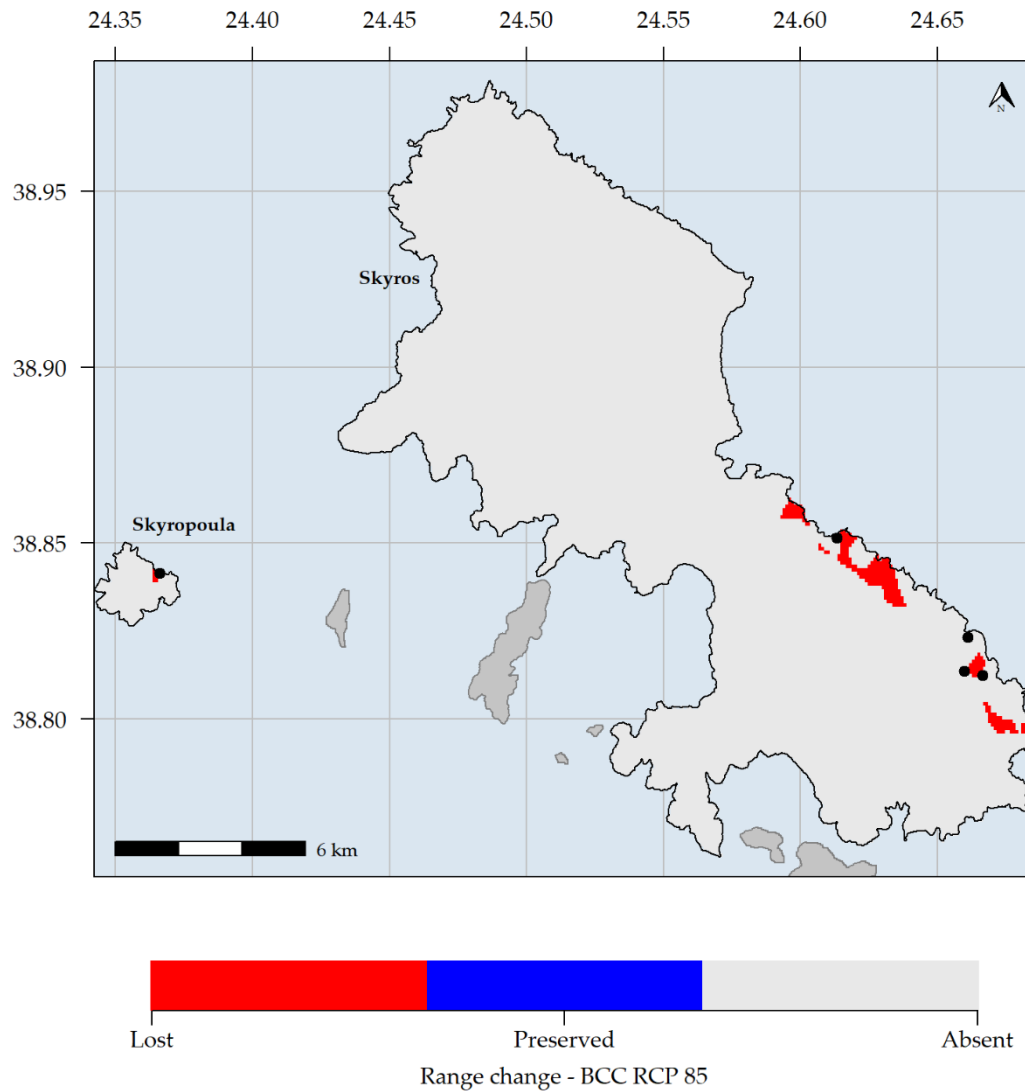 24.35 24.40 24.45 24.50 24.55 24.60 24.65
N
38.95
Skyros
38.90
Skyropoula
38.85
38.80
6 km
Lost Preserved Absent
Range change - BCC RCP 85